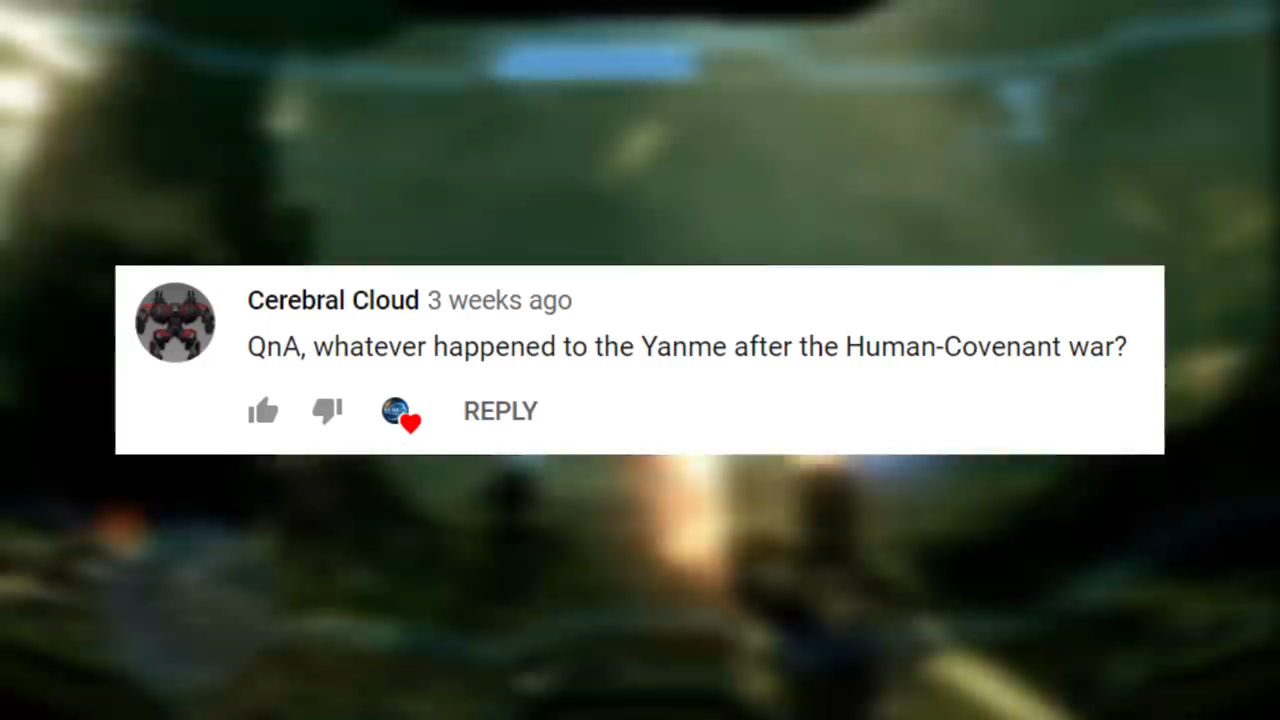 Cerebral Cloud 3 weeks ago
QnA, whatever happened to the Yanme after the Human-Covenant war?
REPLY